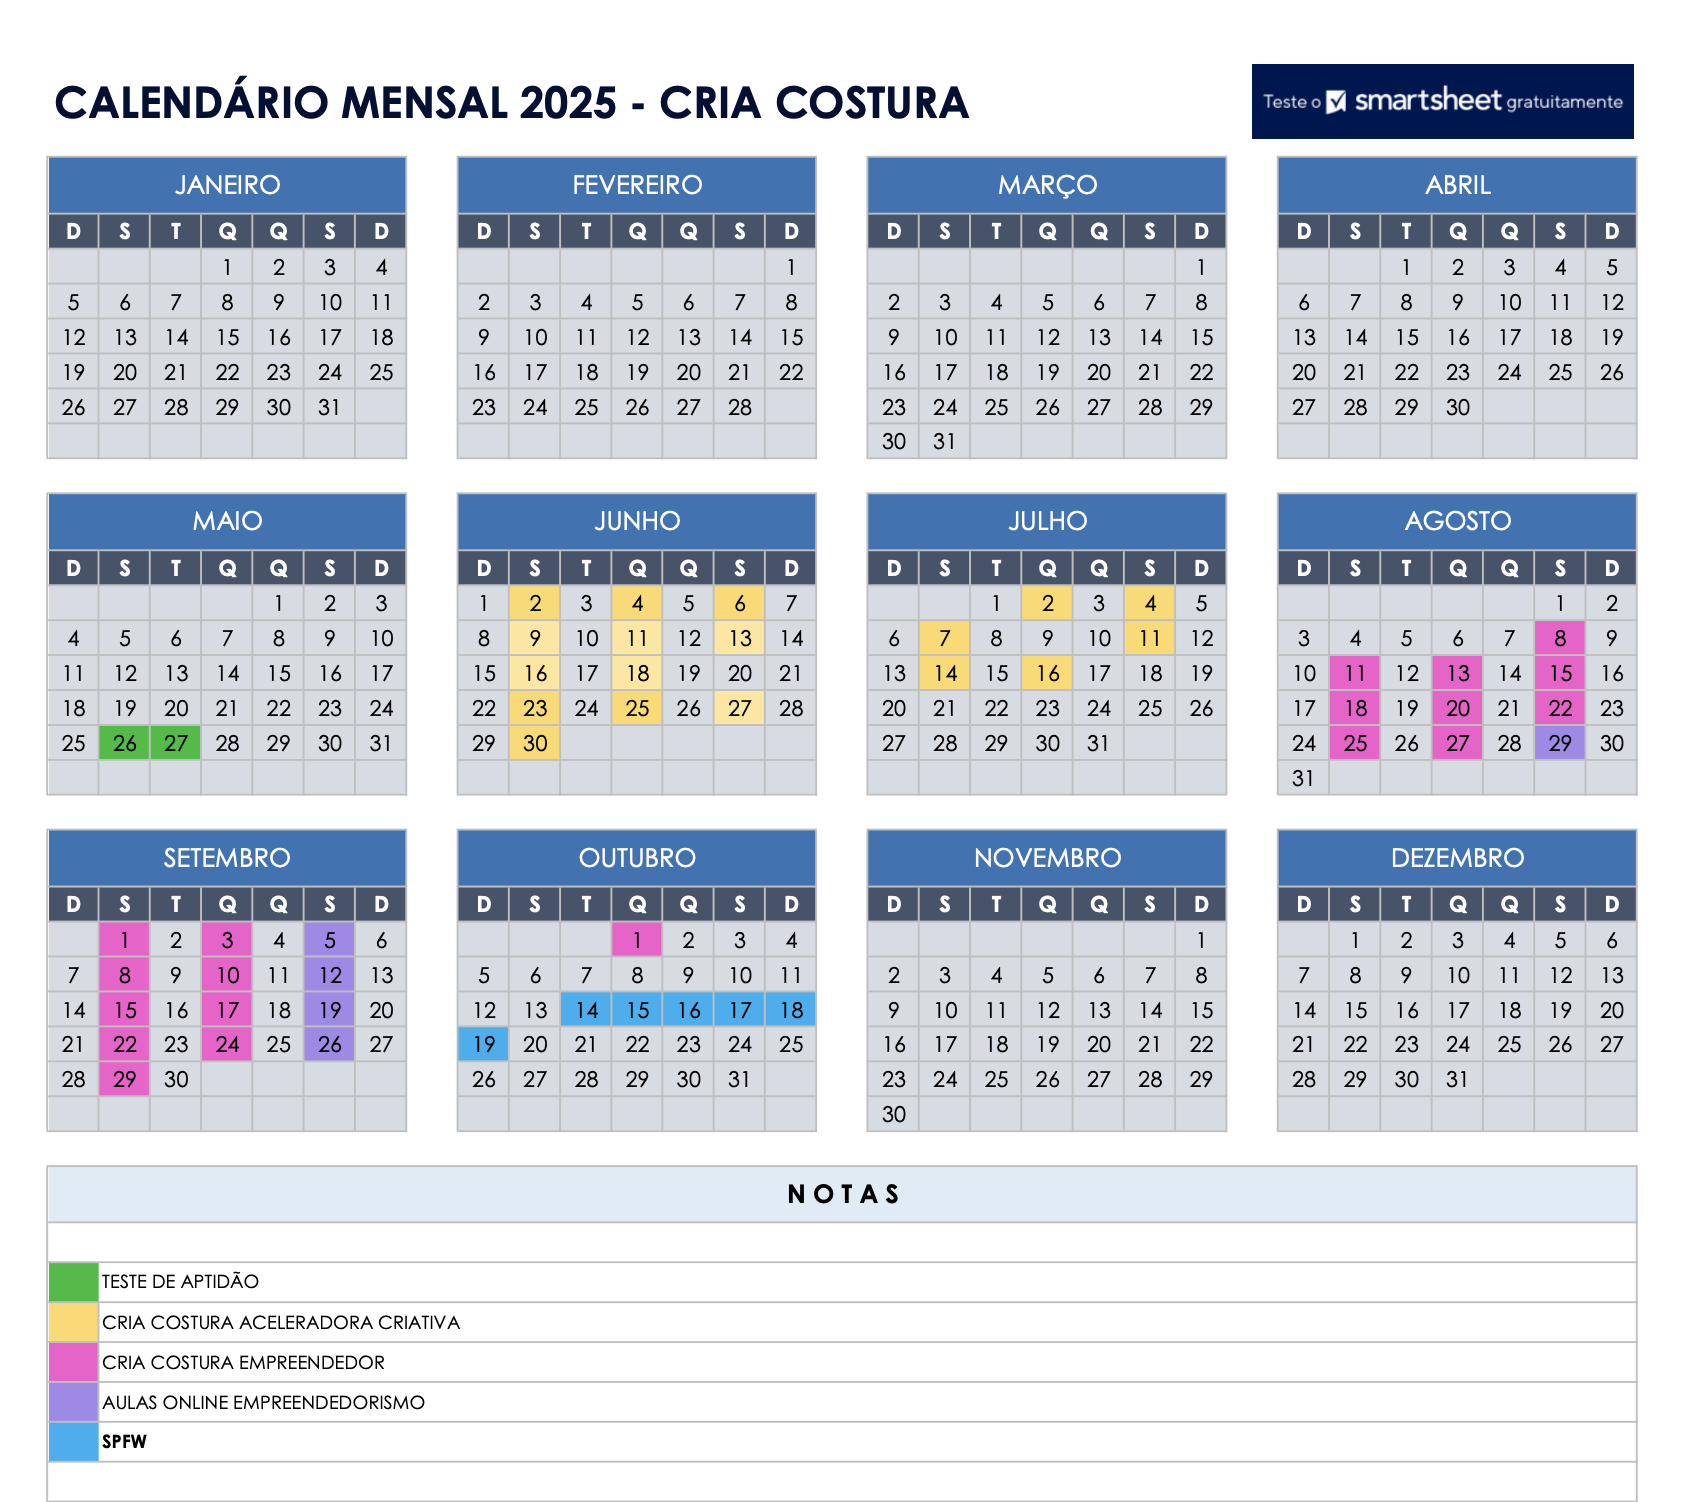 CALENDÁRIO MENSAL 2025 - CRIA COSTURA
Teste o smartsheet gratuitamente
JANEIRO
D S T Q Q S D
1 2 3 4
5 6 7 8 9 10 11
12 13 14 15 16 17 18
19 20 21 22 23 24 25
26 27 28 29 30 31
FEVEREIRO
D S T Q Q S D
1
2 3 4 5 6 7 8
9 10 11 12 13 14 15
16 17 18 19 20 21 22
23 24 25 26 27 28
MARÇO
D S T Q Q S D
1
2 3 4 5 6 7 8
9 10 11 12 13 14 15
16 17 18 19 20 21 22
23 24 25 26 27 28 29
30 31
ABRIL
D S T Q Q S D
1 2 3 4 5
6 7 8 9 10 11 12
13 14 15 16 17 18 19
20 21 22 23 24 25 26
27 28 29 30
MAIO
D S T Q Q S D
1 2 3
4 5 6 7 8 9 10
11 12 13 14 15 16 17
18 19 20 21 22 23 24
25 26 27 28 29 30 31
JUNHO
D S T Q Q S D
1 2 3 4 5 6 7
8 9 10 11 12 13 14
15 16 17 18 19 20 21
22 23 24 25 26 27 28
29 30
JULHO
D S T Q Q S D
1 2 3 4 5
6 7 8 9 10 11 12
13 14 15 16 17 18 19
20 21 22 23 24 25 26
27 28 29 30 31
AGOSTO
D S T Q Q S D
1 2
3 4 5 6 7 8 9
10 11 12 13 14 15 16
17 18 19 20 21 22 23
24 25 26 27 28 29 30
31
SETEMBRO
D S T Q Q S D
1 2 3 4 5 6
7 8 9 10 11 12 13
14 15 16 17 18 19 20
21 22 23 24 25 26 27
28 29 30
OUTUBRO
D S T Q Q S D
1 2 3 4
5 6 7 8 9 10 11
12 13 14 15 16 17 18
19 20 21 22 23 24 25
26 27 28 29 30 31
NOVEMBRO
D S T Q Q S D
1
2 3 4 5 6 7 8
9 10 11 12 13 14 15
16 17 18 19 20 21 22
23 24 25 26 27 28 29
30
DEZEMBRO
D S T Q Q S D
1 2 3 4 5 6
7 8 9 10 11 12 13
14 15 16 17 18 19 20
21 22 23 24 25 26 27
28 29 30 31
NOTAS
TESTE DE APTIDÃO
CRIA COSTURA ACELERADORA CRIATIVA
CRIA COSTURA EMPREENDEDOR
AULAS ONLINE EMPREENDEDORISMO
SPFW